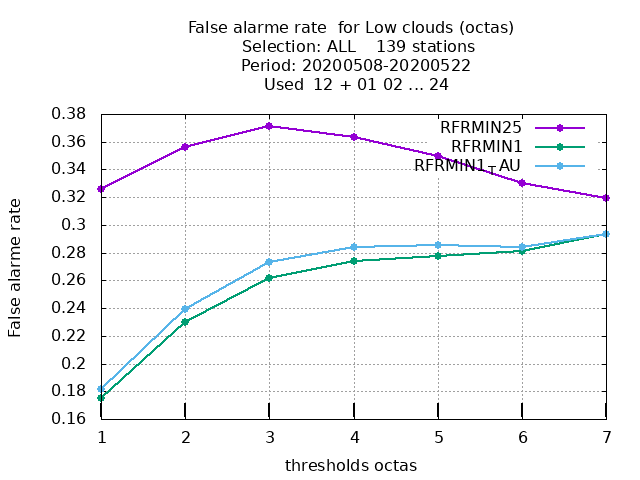 False alarme rate  for Low clouds (octas)
Selection: ALL    139 stations
Period: 20200508-20200522
Used  12 + 01 02 ... 24
RFRMIN25
RFRMIN1
RFRMIN1TAU
False alarme rate
0.38
0.36
0.34
0.32
0.3
0.28
0.26
0.24
0.22
0.2
0.18
0.16
1 2 3 4 5 6 7
thresholds octas